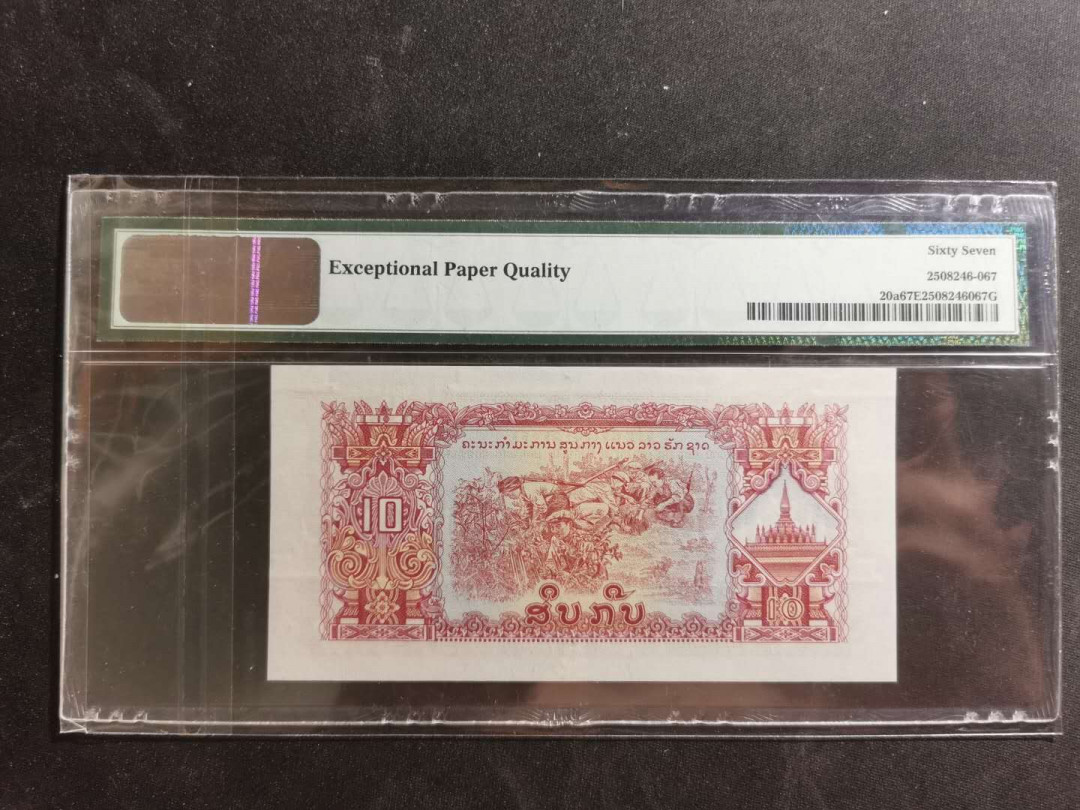 Exceptional Paper Quality
Sixty Seven
2508246-067
20a67E2508246067G
ຄະນະກຳມະການ ສູນກາງ ແນວ ລາວ ຮັກ ຊາດ
10
ສິບກີບ
10